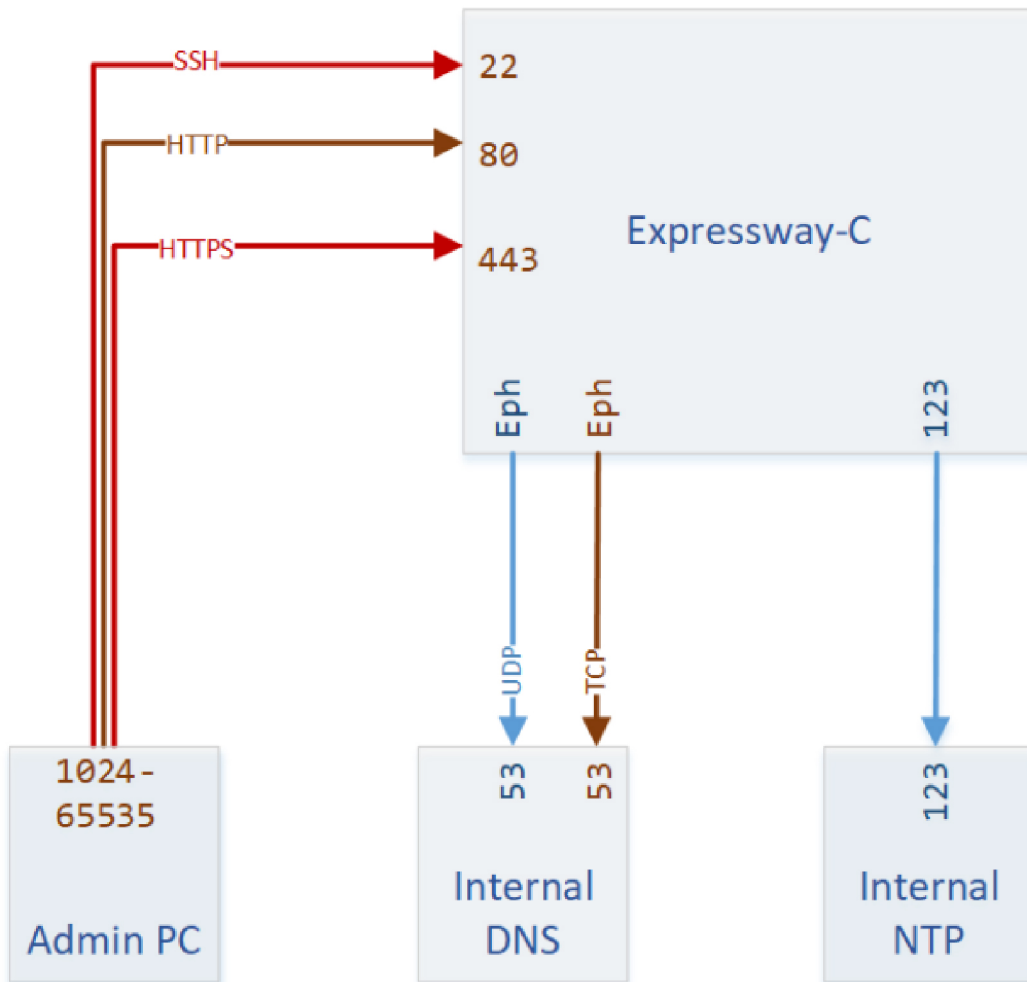 SSH
22
HTTP
80
Expressway-C
HTTPS
443
Eph
Eph
123
UDP
TCP
1024-
65535
Admin PC
53
53
Internal
DNS
123
Internal
NTP